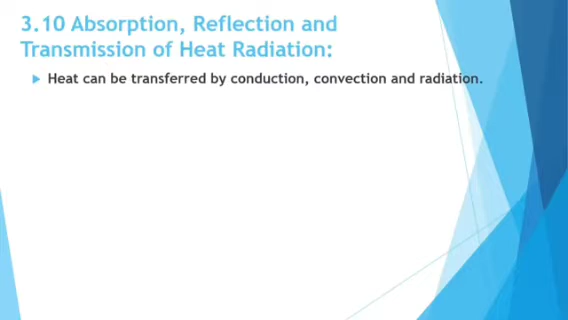 3.10 Absorption, Reflection and
Transmission of Heat Radiation:
Heat can be transferred by conduction, convection and radiation.